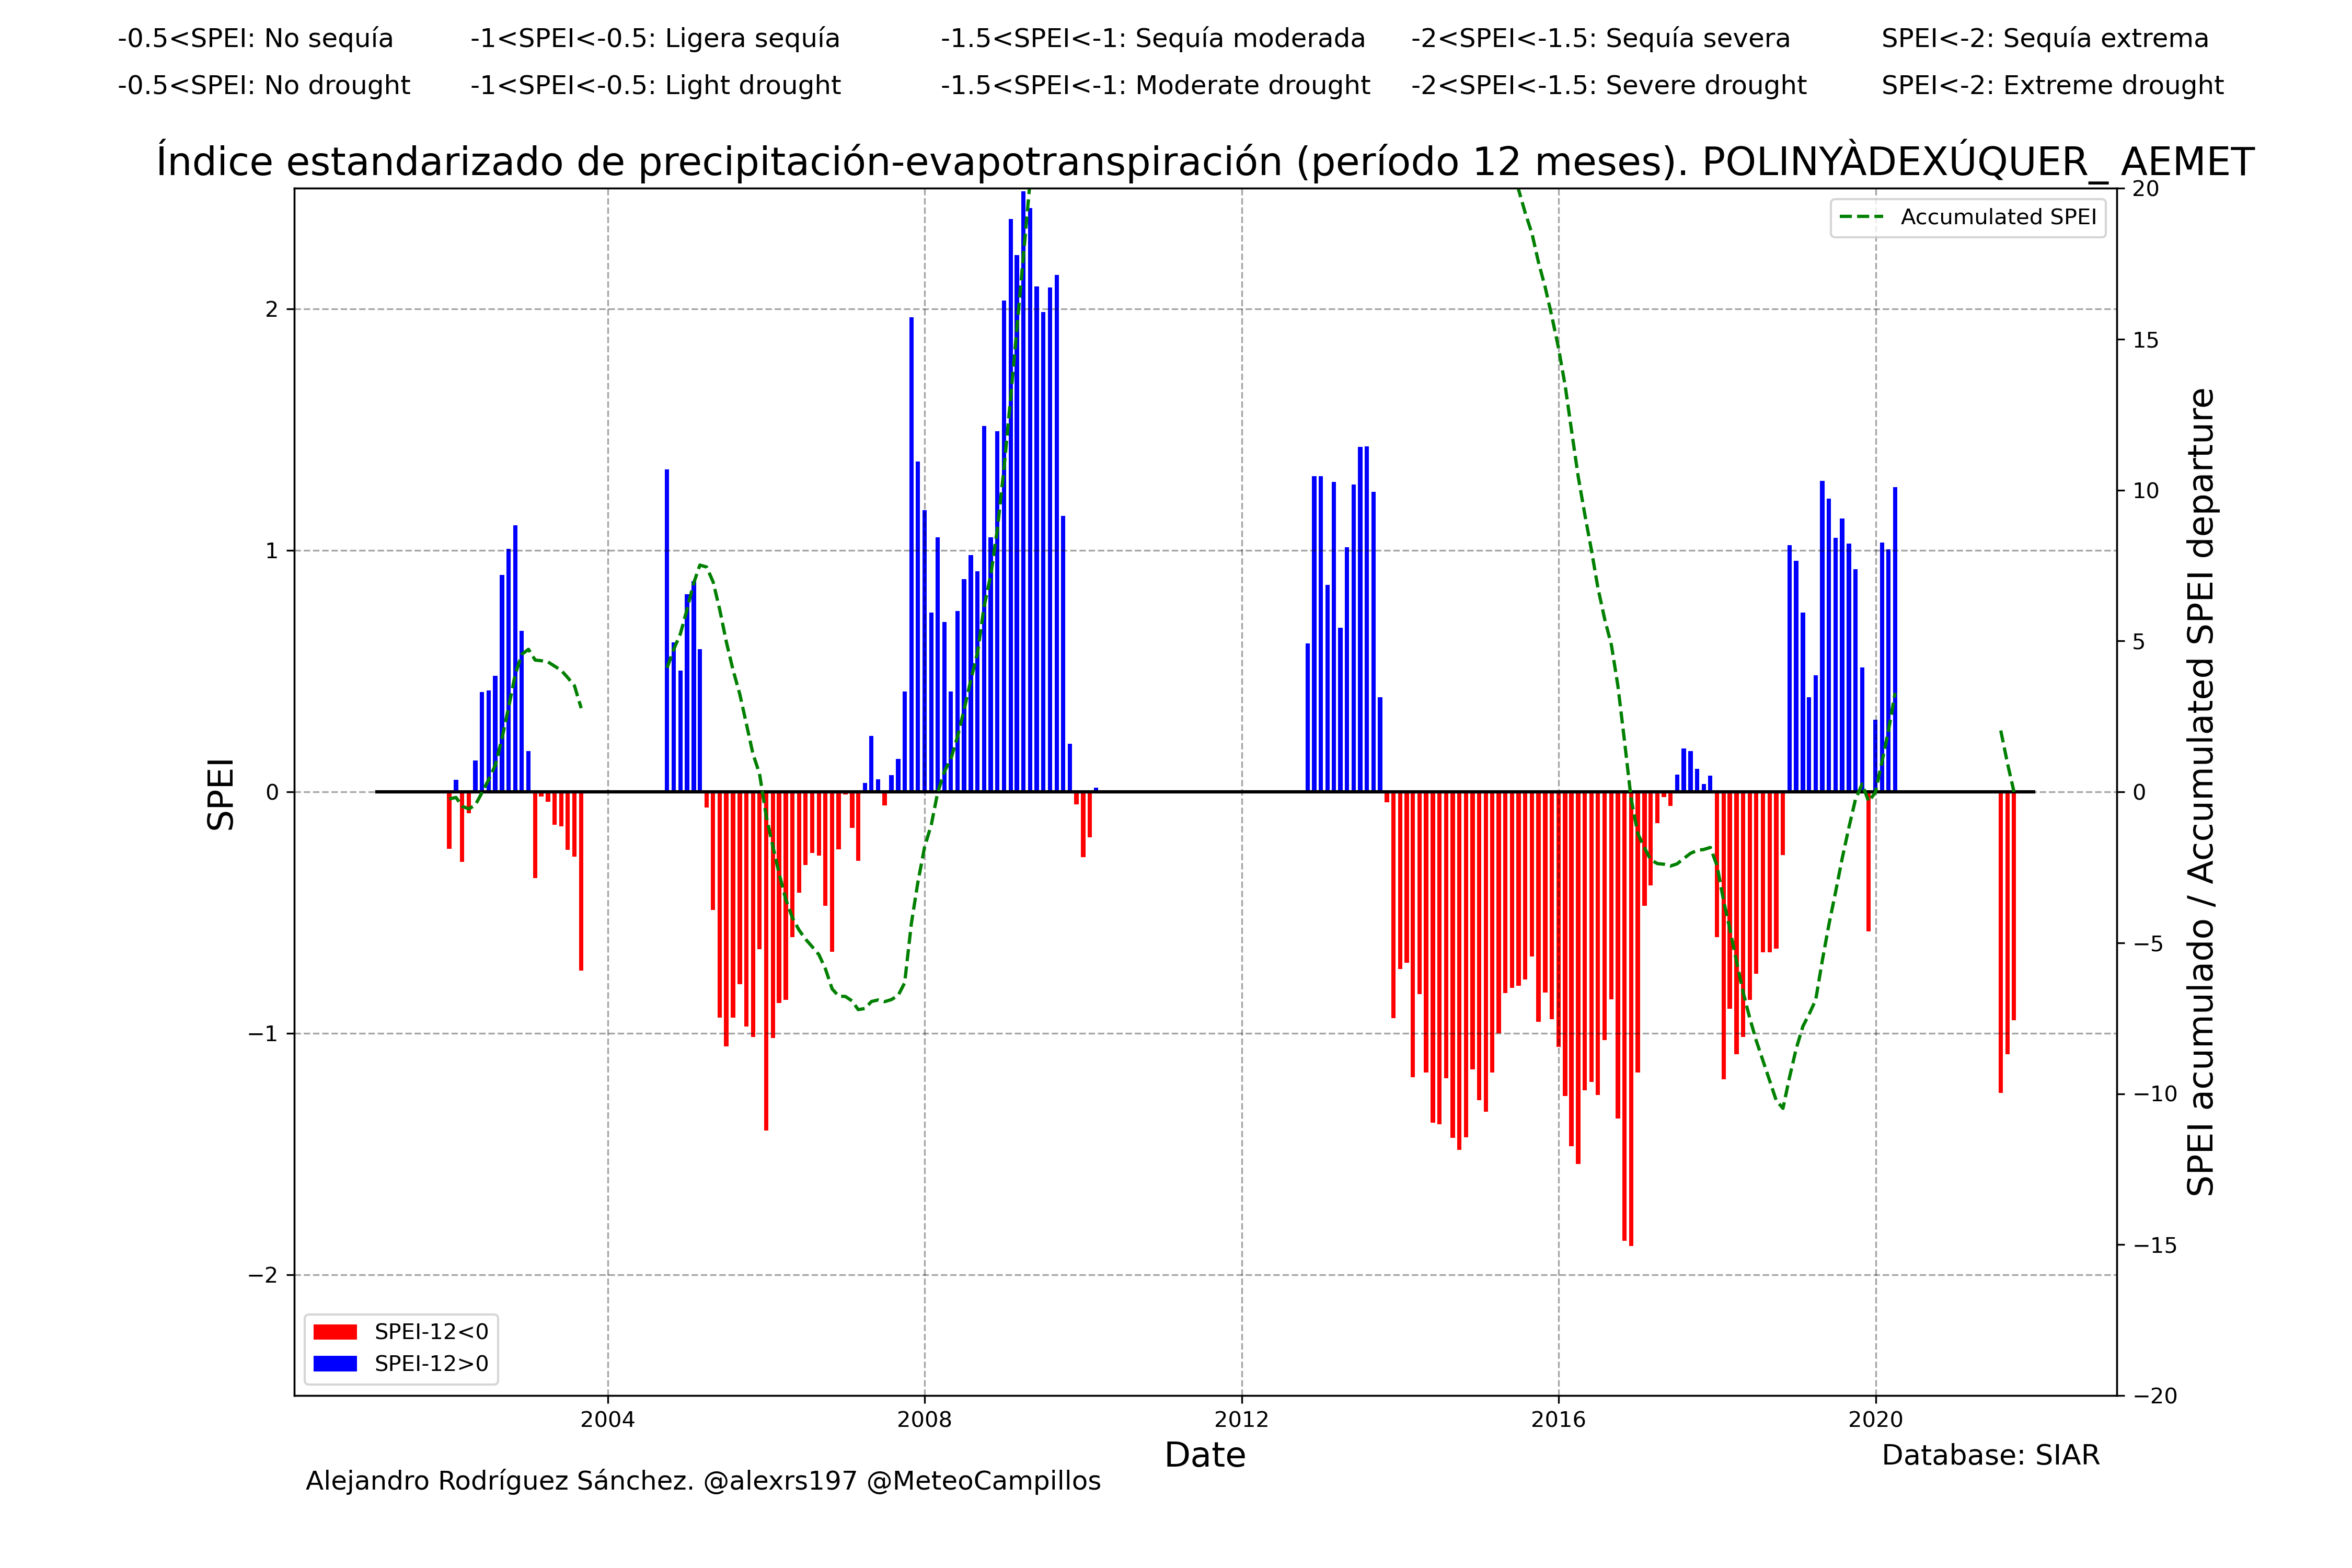 -0.5<SPEI: No sequía -1<SPEI<-0.5: Ligera sequía -1.5<SPEI<-1: Sequía moderada -2<SPEI<-1.5: Sequía severa SPEI<-2: Sequía extrema
-0.5<SPEI: No drought -1<SPEI<-0.5: Light drought -1.5<SPEI<-1: Moderate drought -2<SPEI<-1.5: Severe drought SPEI<-2: Extreme drought
Índice estandarizado de precipitación-evapotranspiración (período 12 meses). POLINYÀDEXÚQUER_ AEMET
Accumulated SPEI
2
1
0
−1
−2
SPEI
20
15
10
5
0
−5
−10
−15
−20
SPEI acumulado / Accumulated SPEI departure
SPEI-12<0
SPEI-12>0
2004 2008 2012 2016 2020
Date
Database: SIAR
Alejandro Rodríguez Sánchez. @alexrs197 @MeteoCampillos